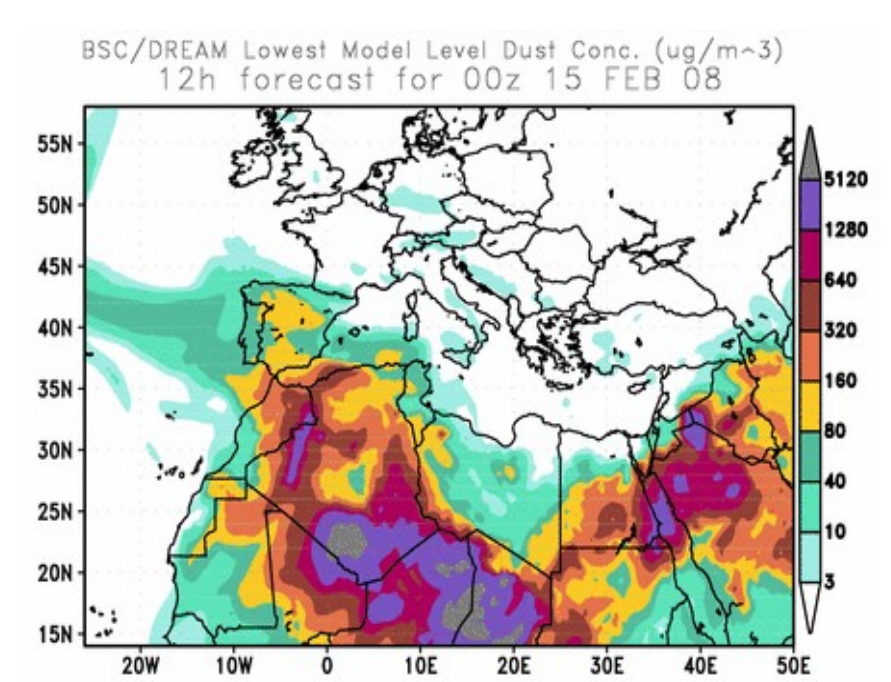 BSC/DREAM Lowest Model Level Dust Conc. (ug/m^3)
12h forecast for 00z 15 FEB 08
55N
50N
45N
40N
35N
30N
25N
20N
15N
20W 10W 0 10E 20E 30E 40E 50E
5120
1280
640
320
160
80
40
10
3